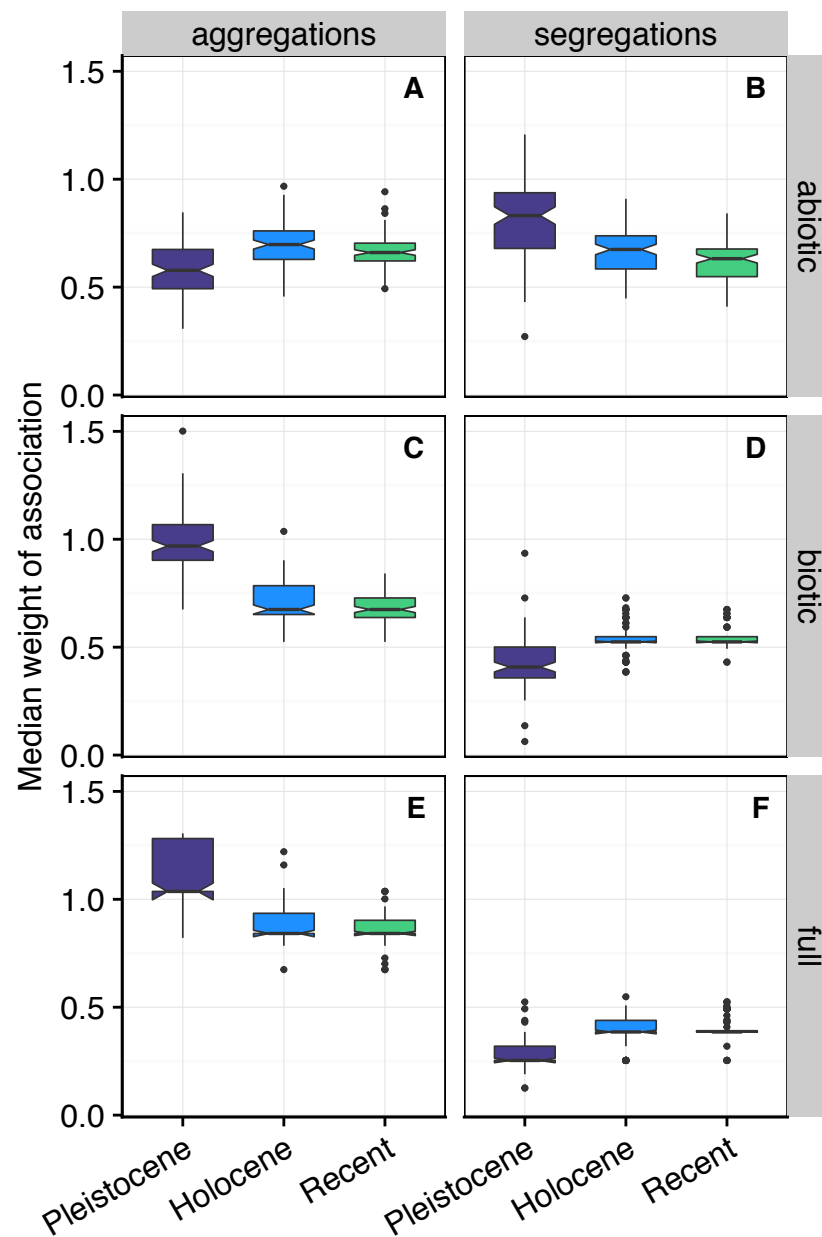 aggregations segregations
1.5
A B
1.0
0.5
0.0
abiotic
Median weight of association
1.5
C D
1.0
0.5
0.0
biotic
1.5
E F
1.0
0.5
0.0
full
Pleistocene Holocene Recent Pleistocene Holocene Recent